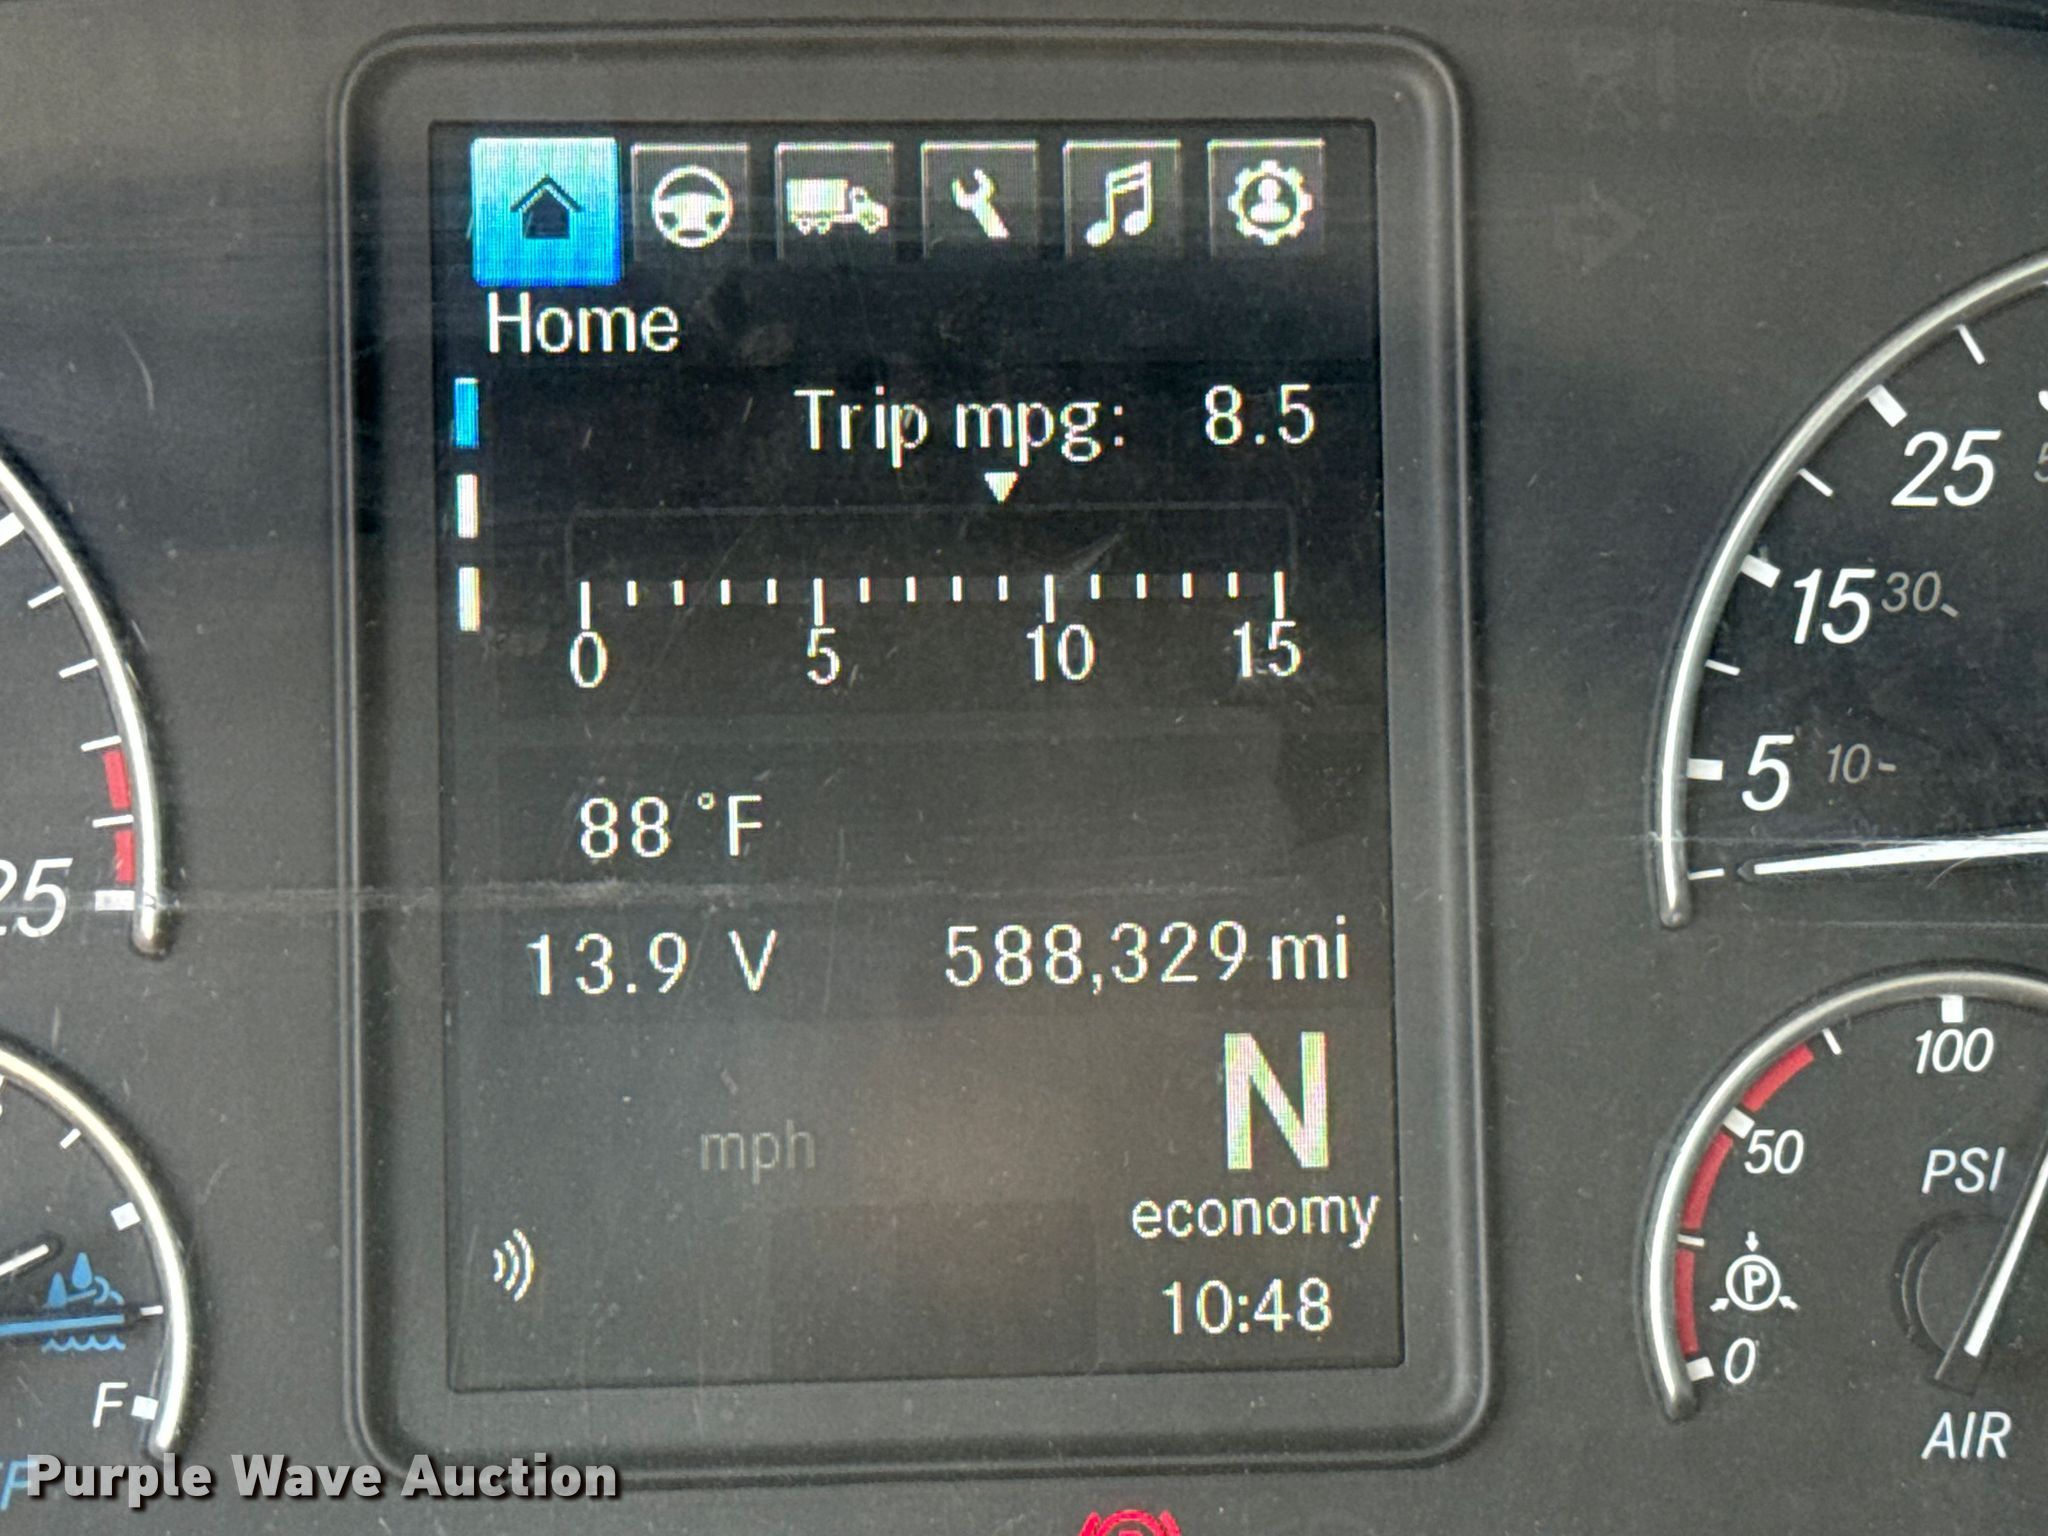 Home
Trip mpg: 8.5
0 5 10 15
88 °F
13.9 V 588,329 mi
N
mph
economy
10:48
25
15 30
5 10
100
50
PSI
P
0
AIR
25
F
Purple Wave Auction